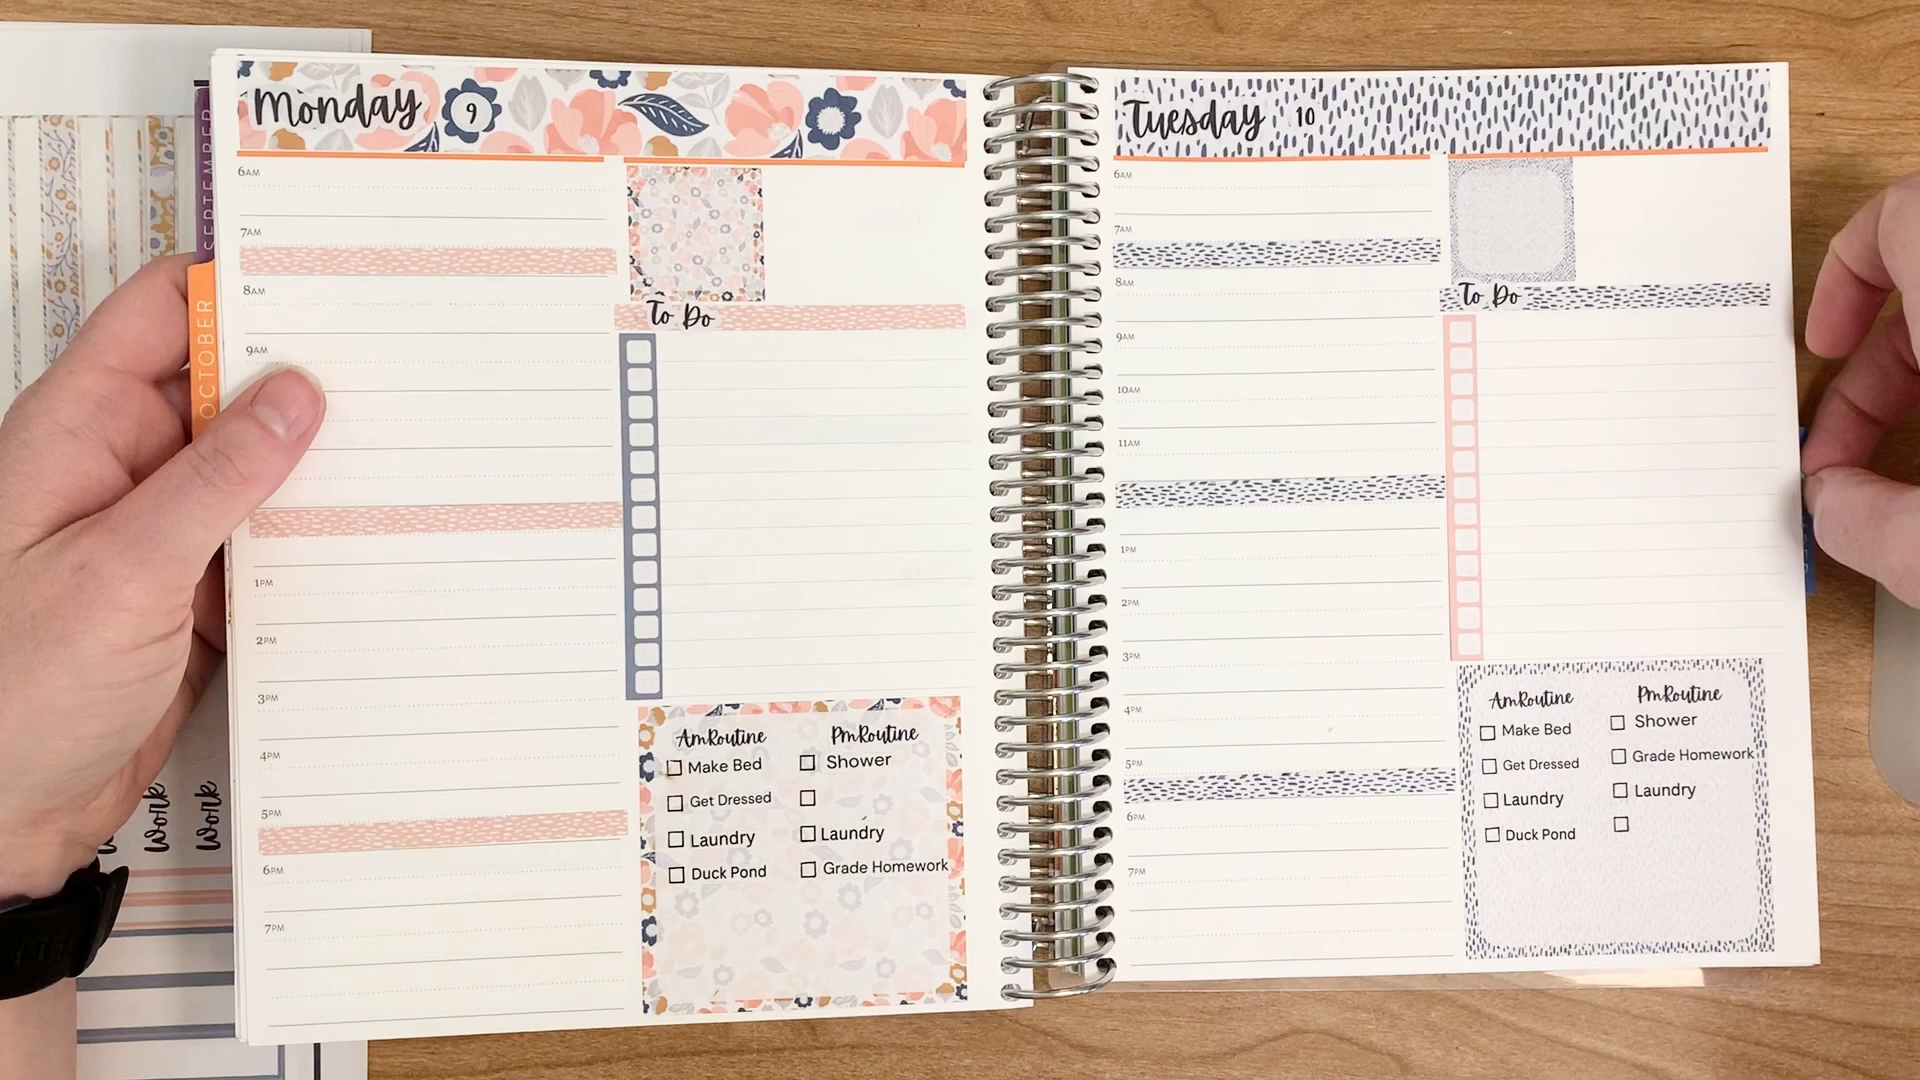 Monday 9
6AM
7AM
8AM
9AM
1PM
2PM
3PM
4PM
5PM
6PM
7PM
To Do
AmRoutine
Make Bed
Get Dressed
Laundry
Duck Pond
PmRoutine
Shower
Laundry
Grade Homework
SEPTEMBER
OCTOBER
Work
Work
Tuesday 10
6AM
7AM
8AM
9AM
10AM
11AM
1PM
2PM
3PM
4PM
5PM
6PM
7PM
To Do
AmRoutine
Make Bed
Get Dressed
Laundry
Duck Pond
PmRoutine
Shower
Grade Homework
Laundry